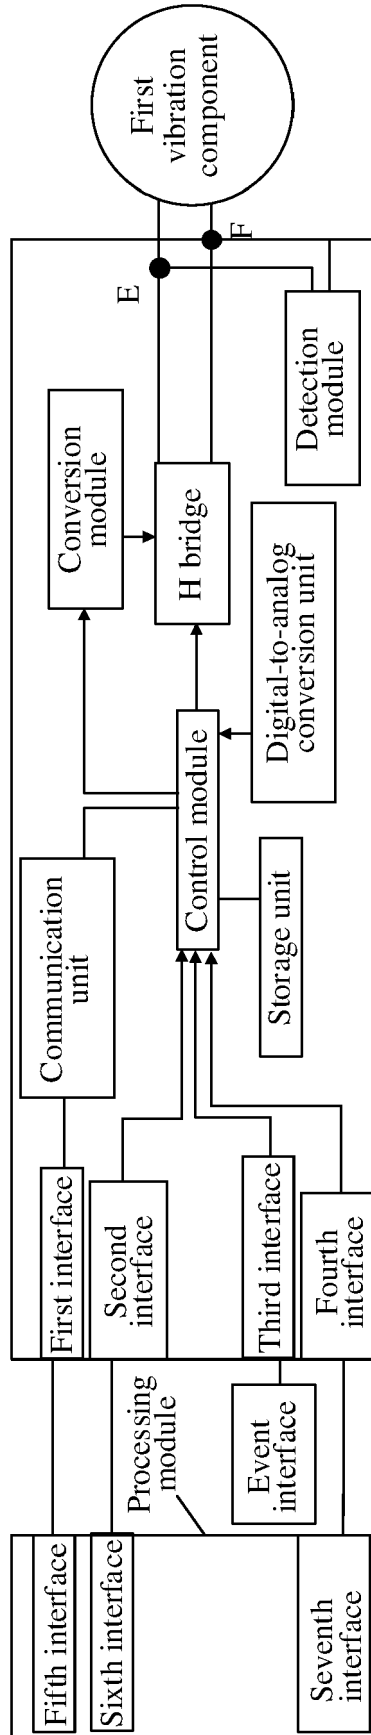 Fifth interface
Sixth interface
Seventh
interface
Processing
module
Event
interface
First interface
Second
interface
Third interface
Fourth
interface
Communication
unit
Control module
Storage unit
Digital-to-analog
conversion unit
Conversion
module
H bridge
Detection
module
E
F
First
vibration
component